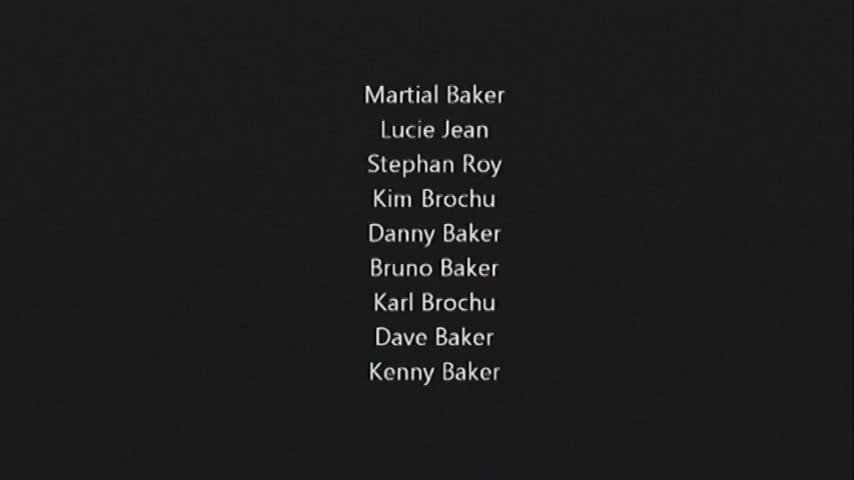 Martial Baker
Lucie Jean
Stephan Roy
Kim Brochu
Danny Baker
Bruno Baker
Karl Brochu
Dave Baker
Kenny Baker